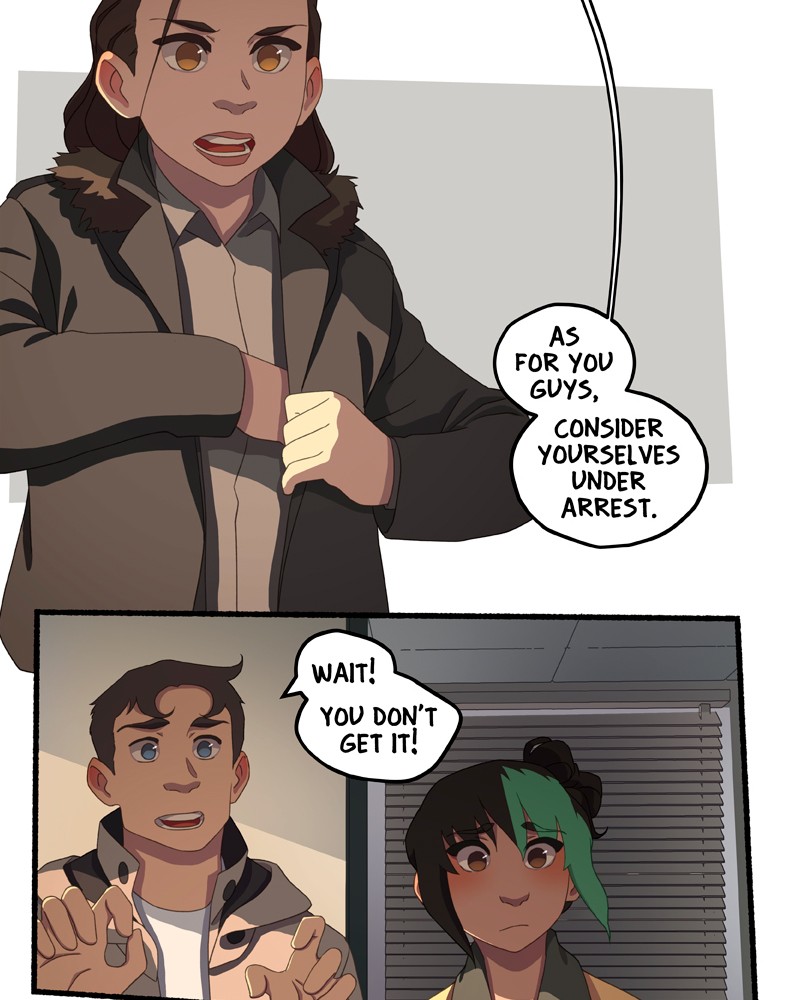 AS
FOR YOU
GUYS,
CONSIDER
YOURSELVES
UNDER
ARREST.
WAIT!
YOU DON'T
GET IT!